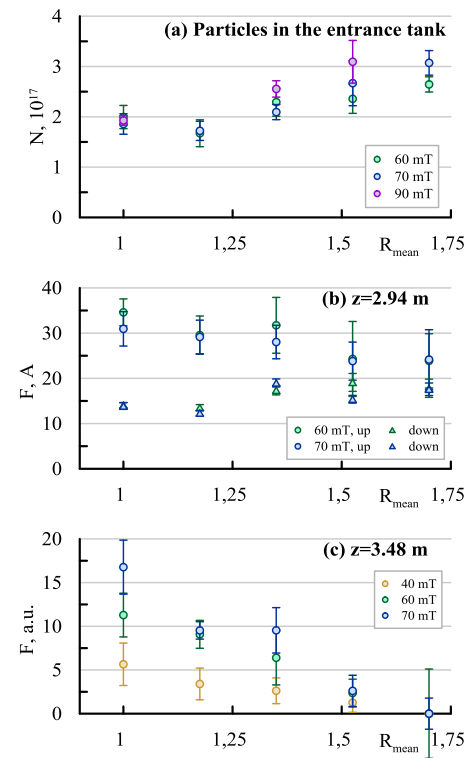 (a) Particles in the entrance tank
4
3
2
1
0
N, 10¹⁷
60 mT
70 mT
90 mT
1 1,25 1,5 Rmean 1,75
(b) z=2.94 m
40
30
20
10
0
F, A
60 mT, up down
70 mT, up down
1 1,25 1,5 Rmean 1,75
(c) z=3.48 m
20
15
10
5
0
F, a.u.
40 mT
60 mT
70 mT
1 1,25 1,5 Rmean 1,75